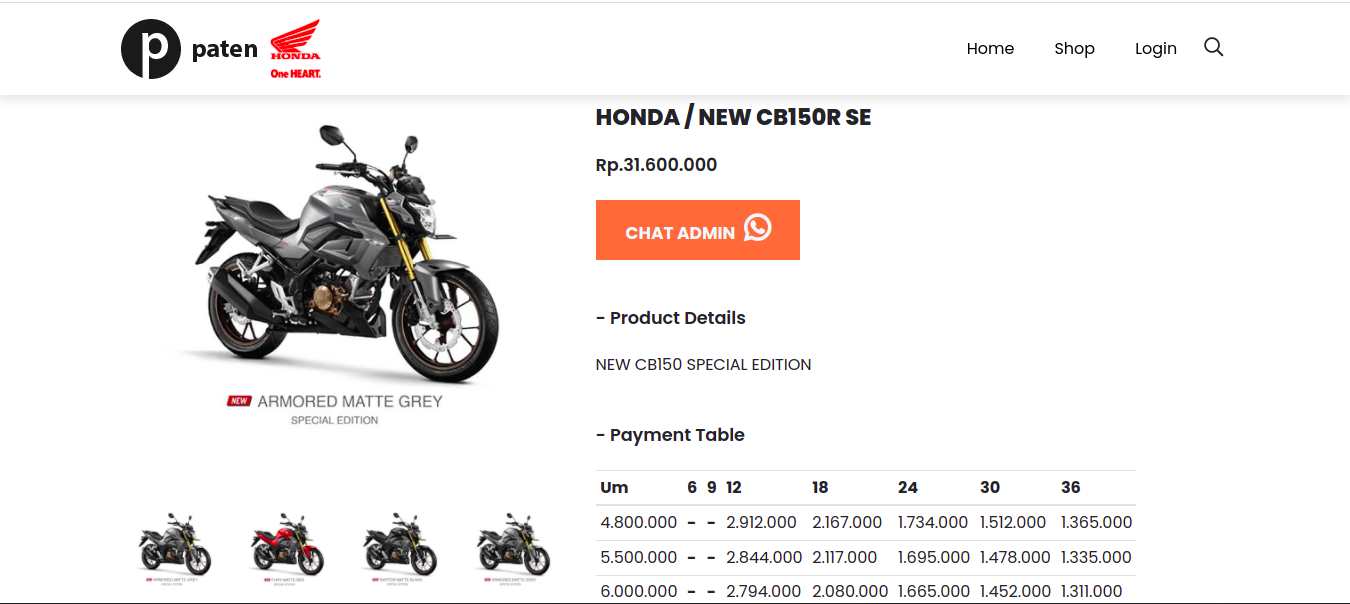 paten
HONDA
One HEART.
Home Shop Login
HONDA / NEW CB150R SE
Rp.31.600.000
CHAT ADMIN
- Product Details
NEW CB150 SPECIAL EDITION
- Payment Table
Um 6 9 12 18 24 30 36
4.800.000 - - 2.912.000 2.167.000 1.734.000 1.512.000 1.365.000
5.500.000 - - 2.844.000 2.117.000 1.695.000 1.478.000 1.335.000
6.000.000 - - 2.794.000 2.080.000 1.665.000 1.452.000 1.311.000
NEW ARMORED MATTE GREY
SPECIAL EDITION